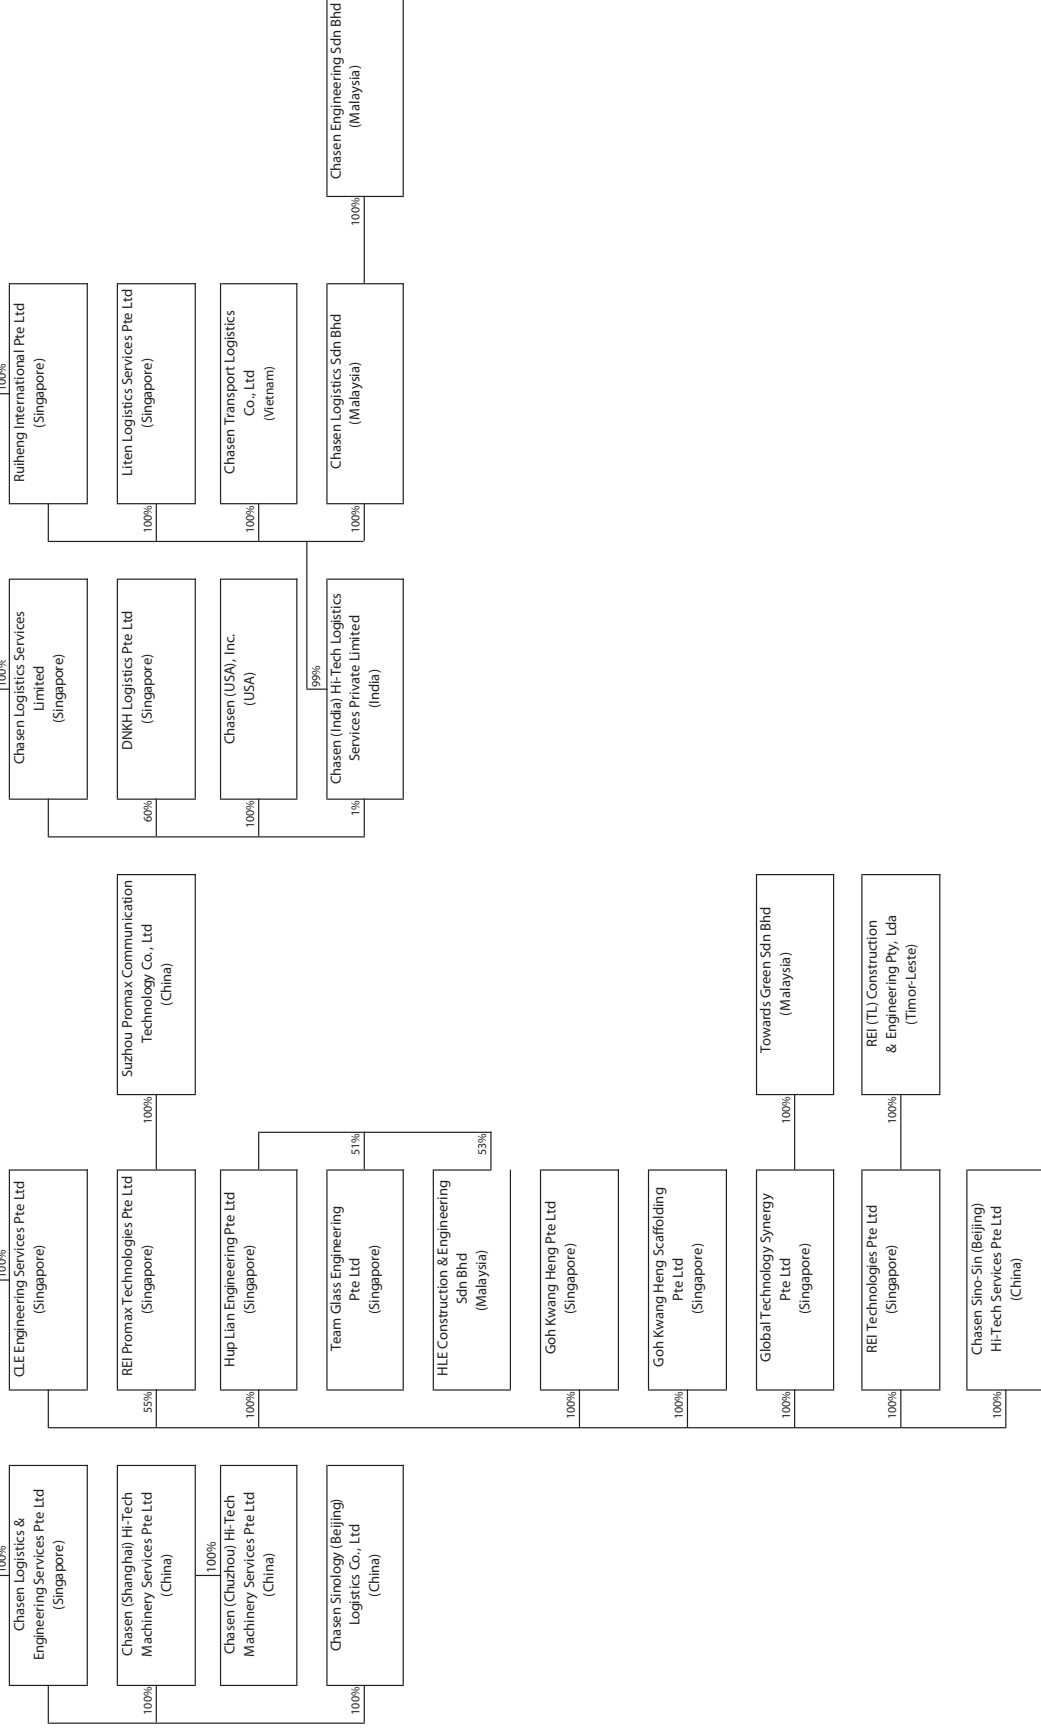 100%
Chasen Logistics &
Engineering Services Pte Ltd
(Singapore)
100%
Chasen (Shanghai) Hi-Tech
Machinery Services Pte Ltd
(China)
100%
Chasen (Chuzhou) Hi-Tech
Machinery Services Pte Ltd
(China)
100%
Chasen Sinology (Beijing)
Logistics Co., Ltd
(China)
100%
CLE Engineering Services Pte Ltd
(Singapore)
55%
REI Promax Technologies Pte Ltd
(Singapore)
100%
Suzhou Promax Communication
Technology Co., Ltd
(China)
100%
Hup Lian Engineering Pte Ltd
(Singapore)
51%
Team Glass Engineering
Pte Ltd
(Singapore)
53%
HLE Construction & Engineering
Sdn Bhd
(Malaysia)
100%
Goh Kwang Heng Pte Ltd
(Singapore)
100%
Goh Kwang Heng Scaffolding
Pte Ltd
(Singapore)
100%
Global Technology Synergy
Pte Ltd
(Singapore)
100%
Towards Green Sdn Bhd
(Malaysia)
100%
REI Technologies Pte Ltd
(Singapore)
100%
REI (TL) Construction
& Engineering Pty, Lda
(Timor-Leste)
100%
Chasen Sino-Sin (Beijing)
Hi-Tech Services Pte Ltd
(China)
100%
Chasen Logistics Services
Limited
(Singapore)
60%
DNKH Logistics Pte Ltd
(Singapore)
100%
Chasen (USA), Inc.
(USA)
1%
99%
Chasen (India) Hi-Tech Logistics
Services Private Limited
(India)
100%
Ruiheng International Pte Ltd
(Singapore)
100%
Liten Logistics Services Pte Ltd
(Singapore)
100%
Chasen Transport Logistics
Co., Ltd
(Vietnam)
100%
Chasen Logistics Sdn Bhd
(Malaysia)
100%
Chasen Engineering Sdn Bhd
(Malaysia)